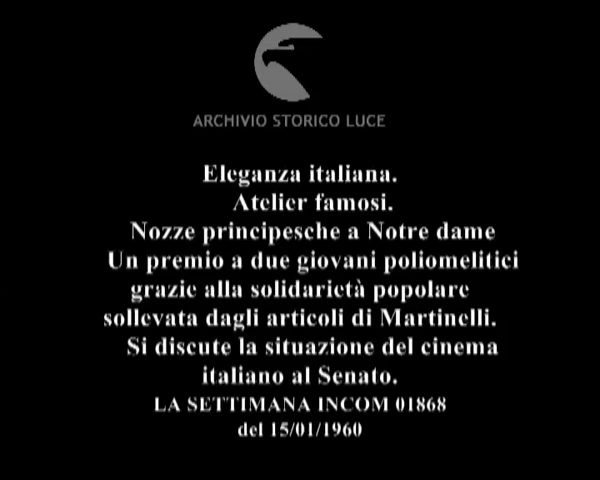 ARCHIVIO STORICO LUCE
Eleganza italiana.
Atelier famosi.
Nozze principesche a Notre dame
Un premio a due giovani poliomelitici
grazie alla solidarietà popolare
sollevata dagli articoli di Martinelli.
Si discute la situazione del cinema
italiano al Senato.
LA SETTIMANA INCOM 01868
del 15/01/1960